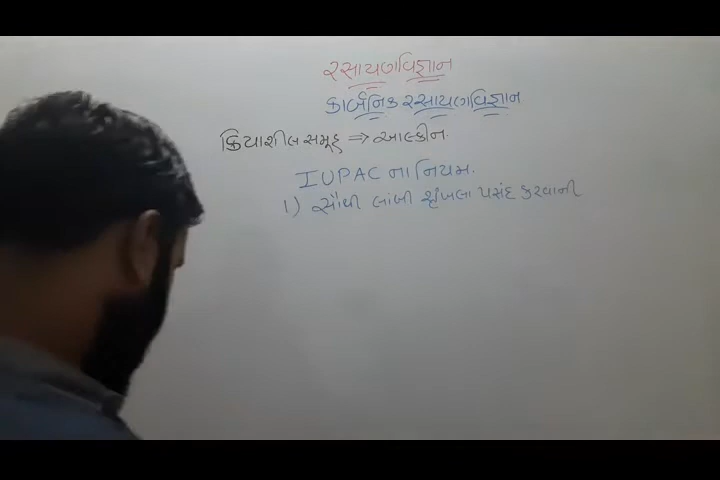 રસાયણવિજ્ઞાન
કાર્બનિક રસાયણવિજ્ઞાન
ક્રિયાશીલ સમૂહ ⇒ આલ્કીન.
IUPAC ના નિયમ.
1) સૌથી લાંબી શૃંખલા પસંદ કરવાની